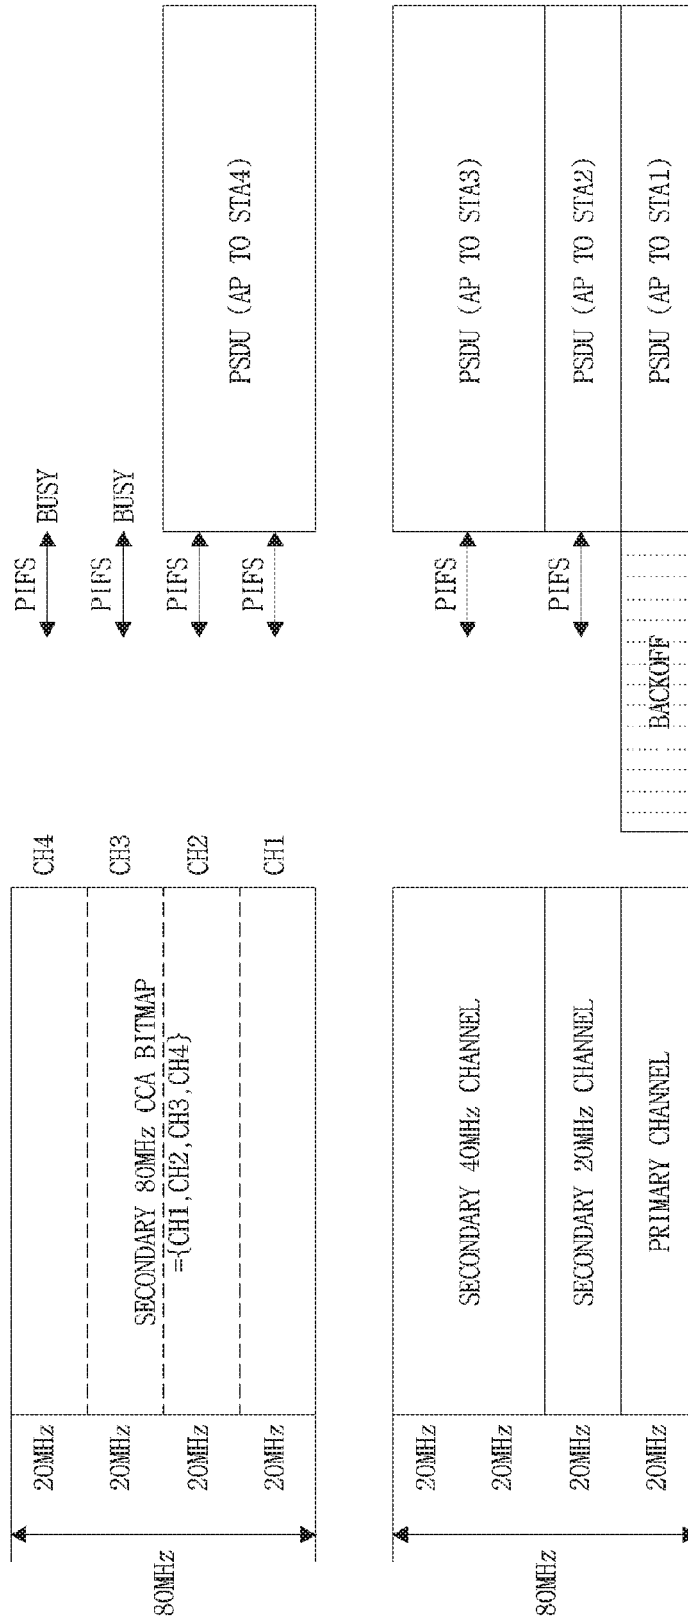 80MHz
20MHz
20MHz
20MHz
20MHz
SECONDARY 80MHz CCA BITMAP
={CH1,CH2,CH3,CH4}
CH4
CH3
CH2
CH1
PIFS
BUSY
PIFS
BUSY
PIFS
PIFS
PSDU (AP TO STA4)
80MHz
20MHz
20MHz
20MHz
20MHz
SECONDARY 40MHz CHANNEL
SECONDARY 20MHz CHANNEL
PRIMARY CHANNEL
BACKOFF
PIFS
PIFS
PSDU (AP TO STA3)
PSDU (AP TO STA2)
PSDU (AP TO STA1)